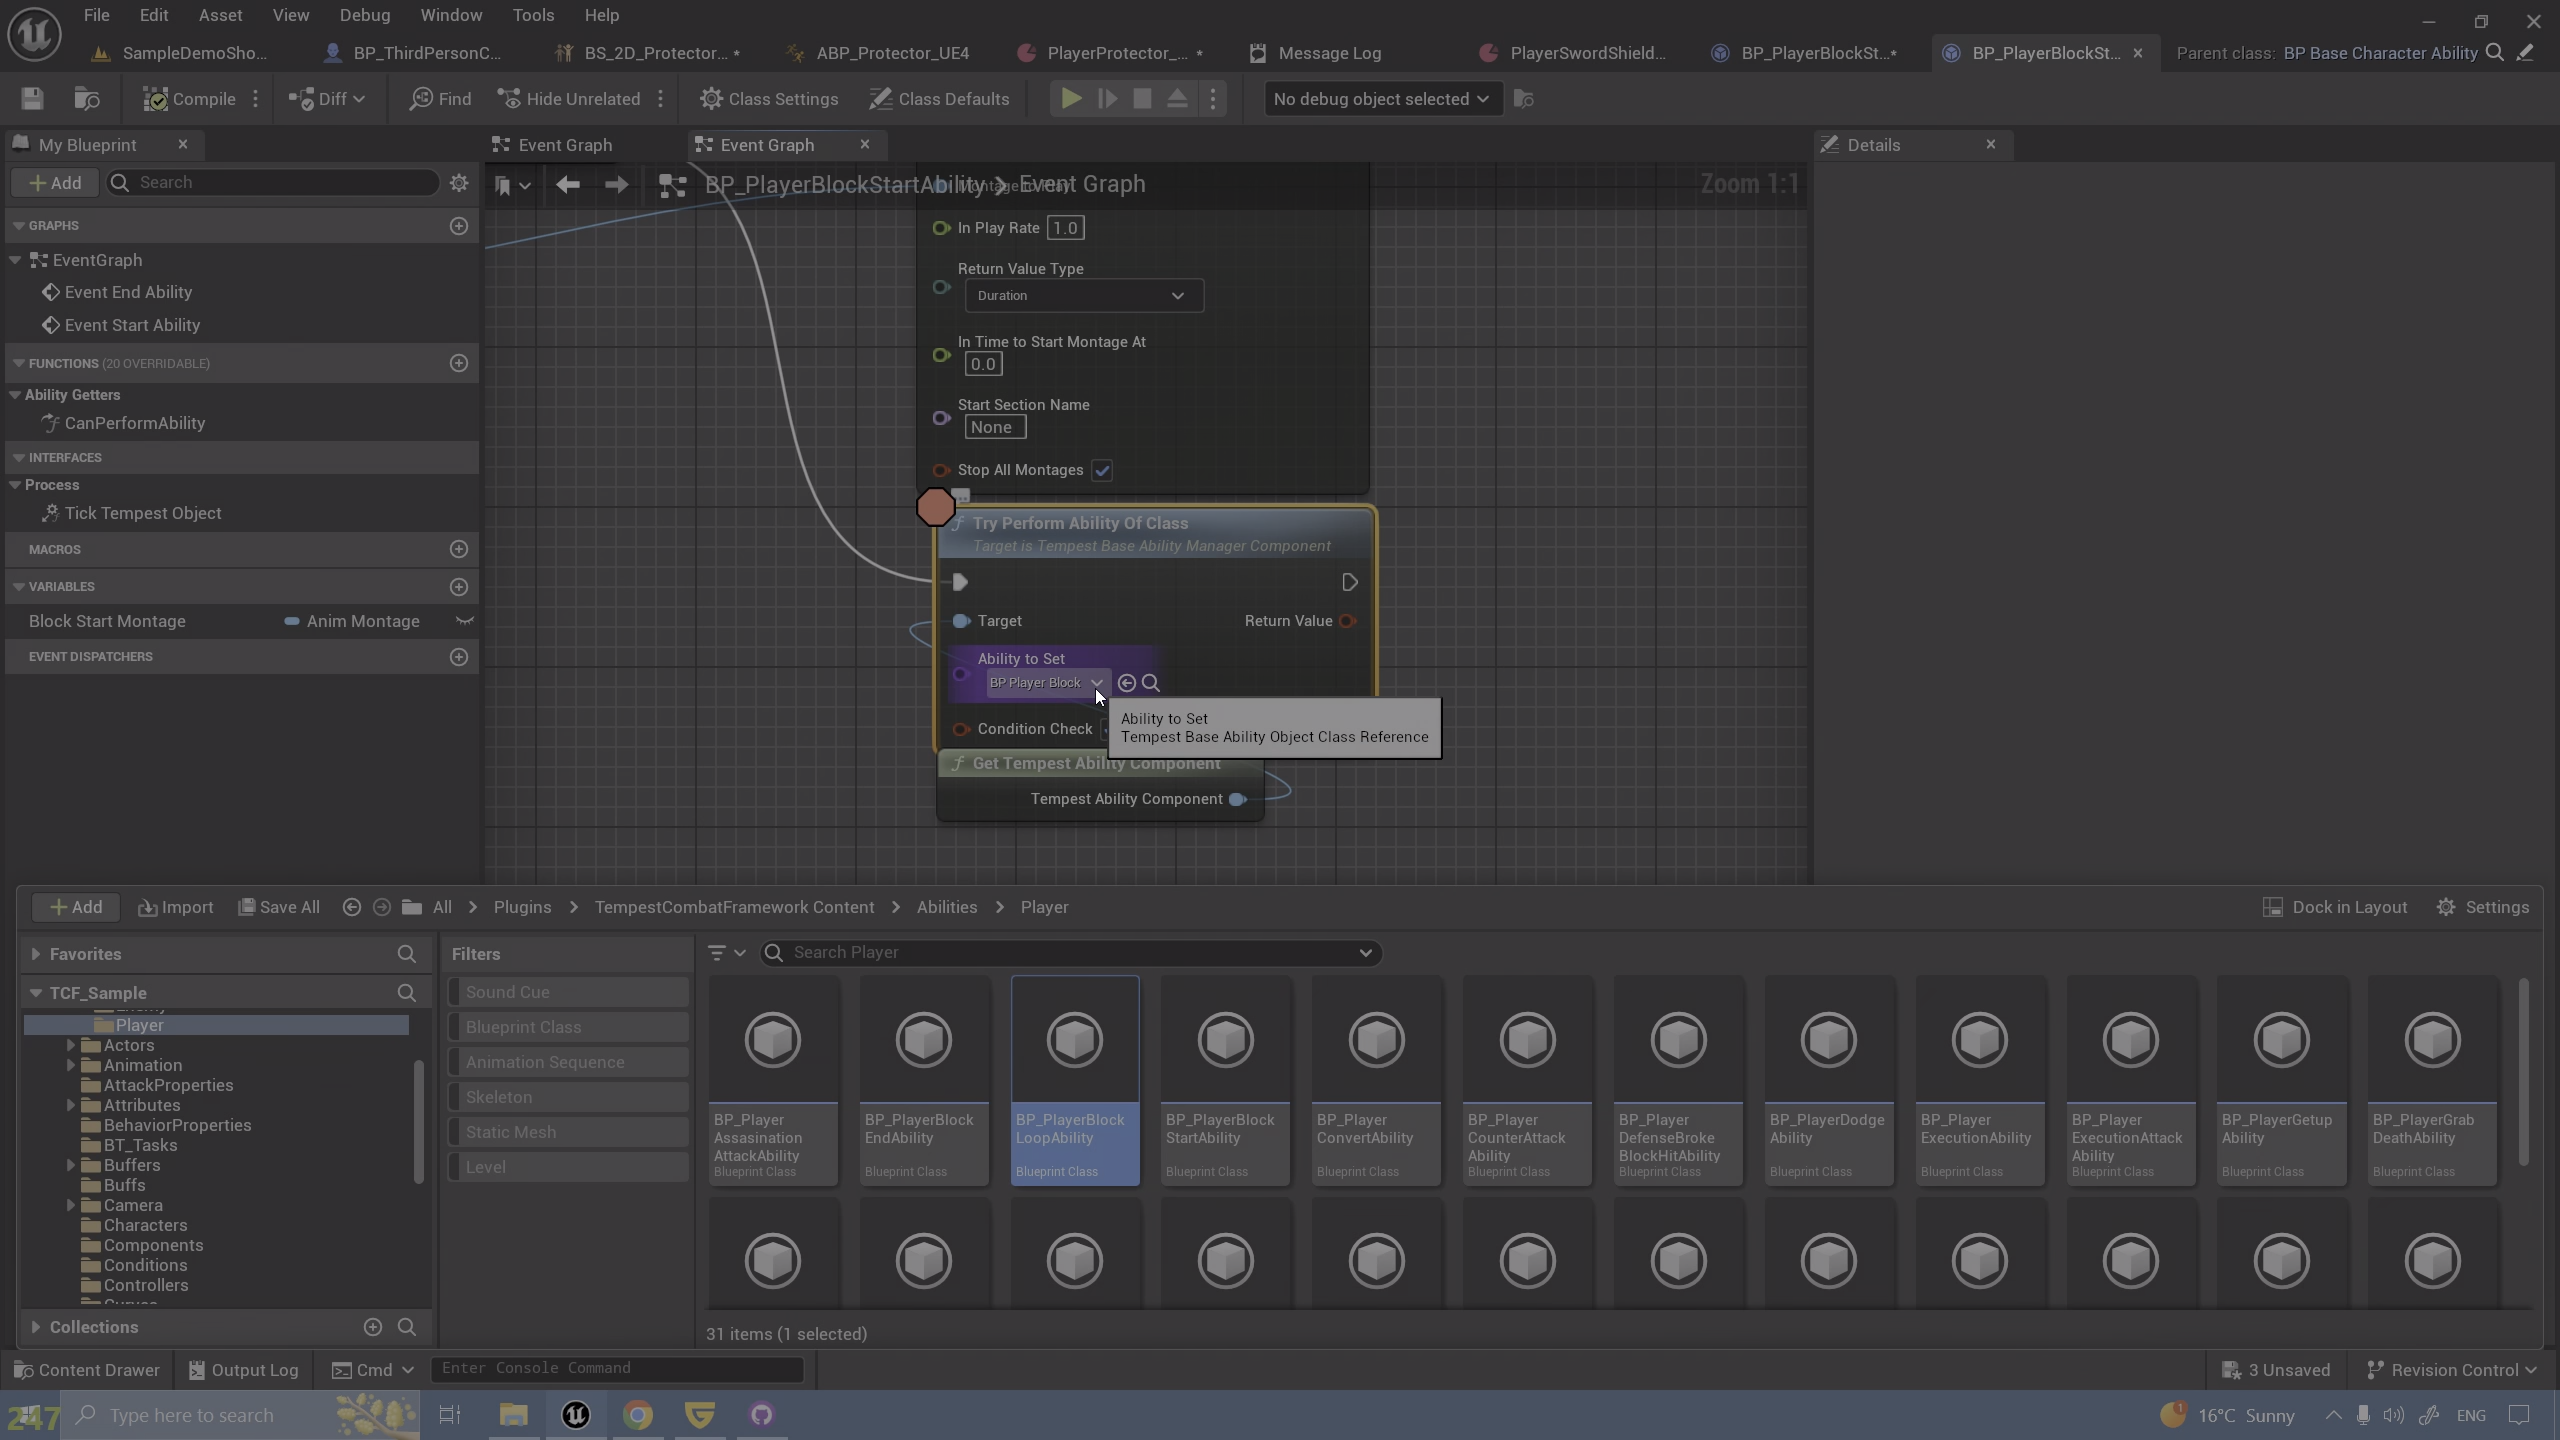 File Edit Asset View Debug Window Tools Help
SampleDemoSho...
BP_ThirdPersonC...
BS_2D_Protector... *
ABP_Protector_UE4
PlayerProtector_... *
Message Log
PlayerSwordShield...
BP_PlayerBlockSt...*
BP_PlayerBlockSt...
Parent class: BP Base Character Ability
Compile
Diff
Find
Hide Unrelated
Class Settings
Class Defaults
No debug object selected
My Blueprint
Event Graph
Event Graph
Details
Add
Search
BP_PlayerBlockStartAbility > Event Graph
Zoom 1:1
GRAPHS
EventGraph
Event End Ability
Event Start Ability
FUNCTIONS (20 OVERRIDABLE)
Ability Getters
CanPerformAbility
INTERFACES
Process
Tick Tempest Object
MACROS
VARIABLES
Block Start Montage
Anim Montage
EVENT DISPATCHERS
Montage to Play
In Play Rate 1.0
Return Value Type
Duration
In Time to Start Montage At
0.0
Start Section Name
None
Stop All Montages
Try Perform Ability Of Class
Target is Tempest Base Ability Manager Component
Target
Return Value
Ability to Set
BP Player Block
Condition Check
Ability to Set
Tempest Base Ability Object Class Reference
Get Tempest Ability Component
Tempest Ability Component
Add
Import
Save All
All > Plugins > TempestCombatFramework Content > Abilities > Player
Dock in Layout
Settings
Favorites
TCF_Sample
Player
Actors
Animation
AttackProperties
Attributes
BehaviorProperties
BT_Tasks
Buffers
Buffs
Camera
Characters
Components
Conditions
Controllers
Collections
Filters
Sound Cue
Blueprint Class
Animation Sequence
Skeleton
Static Mesh
Level
Search Player
BP_Player
Assasination
AttackAbility
Blueprint Class
BP_PlayerBlock
EndAbility
Blueprint Class
BP_PlayerBlock
LoopAbility
Blueprint Class
BP_PlayerBlock
StartAbility
Blueprint Class
BP_Player
ConvertAbility
Blueprint Class
BP_Player
CounterAttack
Ability
Blueprint Class
BP_Player
DefenseBroke
BlockHitAbility
Blueprint Class
BP_PlayerDodge
Ability
Blueprint Class
BP_Player
ExecutionAbility
Blueprint Class
BP_Player
ExecutionAttack
Ability
Blueprint Class
BP_PlayerGetup
Ability
Blueprint Class
BP_PlayerGrab
DeathAbility
Blueprint Class
31 items (1 selected)
Content Drawer
Output Log
Cmd
Enter Console Command
3 Unsaved
Revision Control
247
Type here to search
1
16°C Sunny
ENG